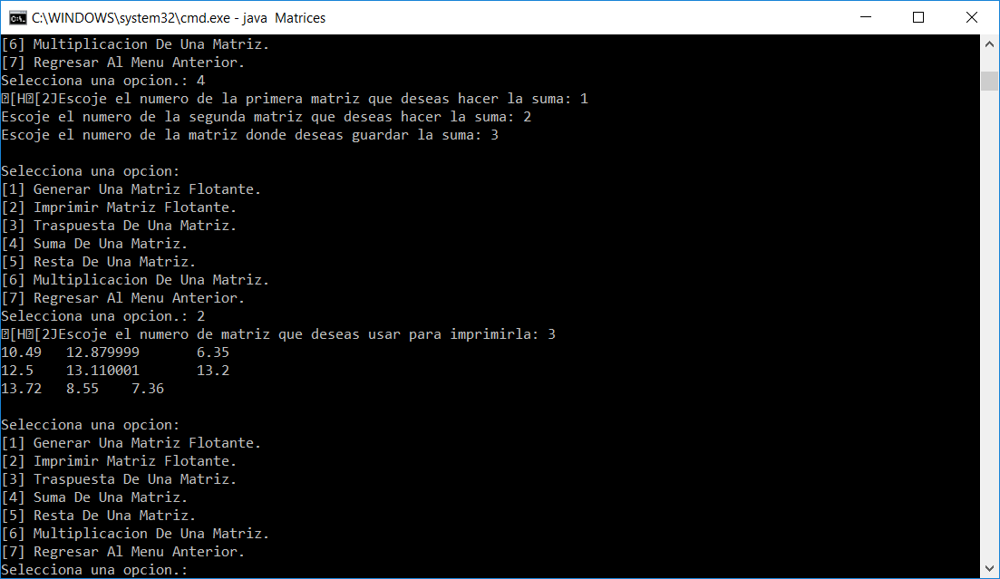 C:\WINDOWS\system32\cmd.exe - java  Matrices
[6] Multiplicacion De Una Matriz.
[7] Regresar Al Menu Anterior.
Selecciona una opcion.: 4
[H[2JEscoje el numero de la primera matriz que deseas hacer la suma: 1
Escoje el numero de la segunda matriz que deseas hacer la suma: 2
Escoje el numero de la matriz donde deseas guardar la suma: 3
Selecciona una opcion:
[1] Generar Una Matriz Flotante.
[2] Imprimir Matriz Flotante.
[3] Traspuesta De Una Matriz.
[4] Suma De Una Matriz.
[5] Resta De Una Matriz.
[6] Multiplicacion De Una Matriz.
[7] Regresar Al Menu Anterior.
Selecciona una opcion.: 2
[H[2JEscoje el numero de matriz que deseas usar para imprimirla: 3
10.49   12.879999       6.35
12.5    13.110001       13.2
13.72   8.55    7.36
Selecciona una opcion:
[1] Generar Una Matriz Flotante.
[2] Imprimir Matriz Flotante.
[3] Traspuesta De Una Matriz.
[4] Suma De Una Matriz.
[5] Resta De Una Matriz.
[6] Multiplicacion De Una Matriz.
[7] Regresar Al Menu Anterior.
Selecciona una opcion.: